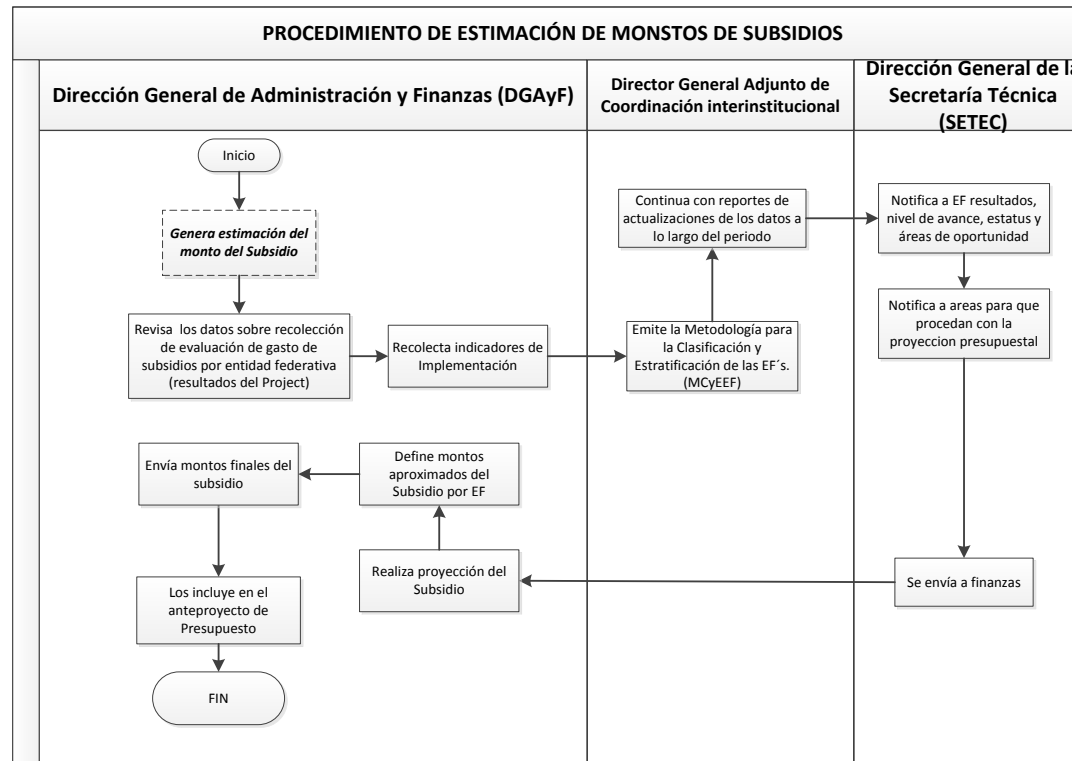 PROCEDIMIENTO DE ESTIMACIÓN DE MONSTOS DE SUBSIDIOS
Dirección General de Administración y Finanzas (DGAyF)
Director General Adjunto de
Coordinación interinstitucional
Dirección General de la
Secretaría Técnica
(SETEC)
Inicio
Genera estimación del
monto del Subsidio
Revisa los datos sobre recolección
de evaluación de gasto de
subsidios por entidad federativa
(resultados del Project)
Recolecta indicadores de
Implementación
Emite la Metodología para
la Clasificación y
Estratificación de las EF´s.
(MCyEEF)
Continua con reportes de
actualizaciones de los datos a
lo largo del periodo
Notifica a EF resultados,
nivel de avance, estatus y
áreas de oportunidad
Notifica a areas para que
procedan con la
proyeccion presupuestal
Se envía a finanzas
Realiza proyección del
Subsidio
Define montos
aproximados del
Subsidio por EF
Envía montos finales del
subsidio
Los incluye en el
anteproyecto de
Presupuesto
FIN